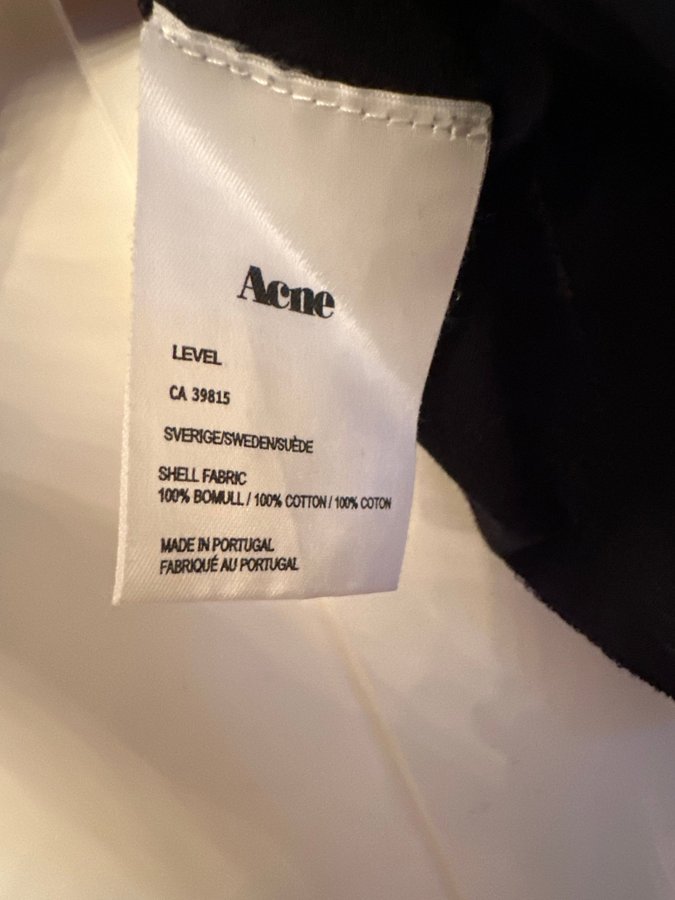 Acne
LEVEL
CA 39815
SVERIGE/SWEDEN/SUÈDE
SHELL FABRIC
100% BOMULL / 100% COTTON / 100% COTON
MADE IN PORTUGAL
FABRIQUÉ AU PORTUGAL